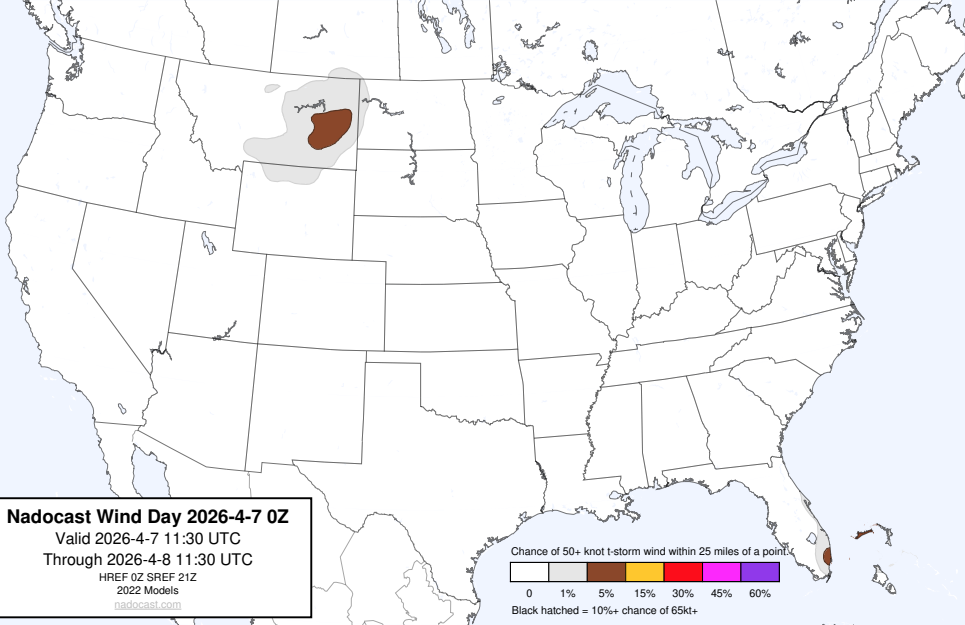 Nadocast Wind Day 2026-4-7 0Z
Valid 2026-4-7 11:30 UTC
Through 2026-4-8 11:30 UTC
HREF 0Z SREF 21Z
2022 Models
nadocast.com
Chance of 50+ knot t-storm wind within 25 miles of a point.
0 1% 5% 15% 30% 45% 60%
Black hatched = 10%+ chance of 65kt+